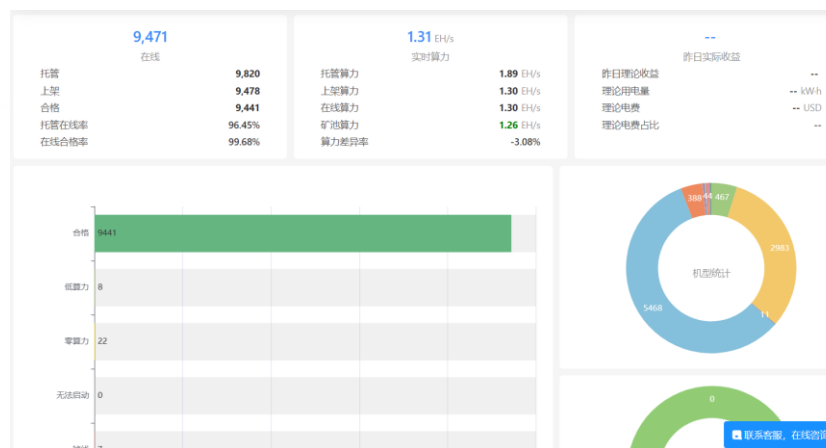 9,471
在线
托管 9,820
上架 9,478
合格 9,441
托管在线率 96.45%
在线合格率 99.68%
1.31 EH/s
实时算力
托管算力 1.89 EH/s
上架算力 1.30 EH/s
在线算力 1.30 EH/s
矿池算力 1.26 EH/s
算力差异率 -3.08%
--
昨日实际收益
昨日理论收益 --
理论用电量 -- kW·h
理论电费 -- USD
理论电费占比 --
合格 9441
低算力 8
零算力 22
无法启动 0
388 44 467
2983
机型统计
5468
11
0
联系客服，在线咨询